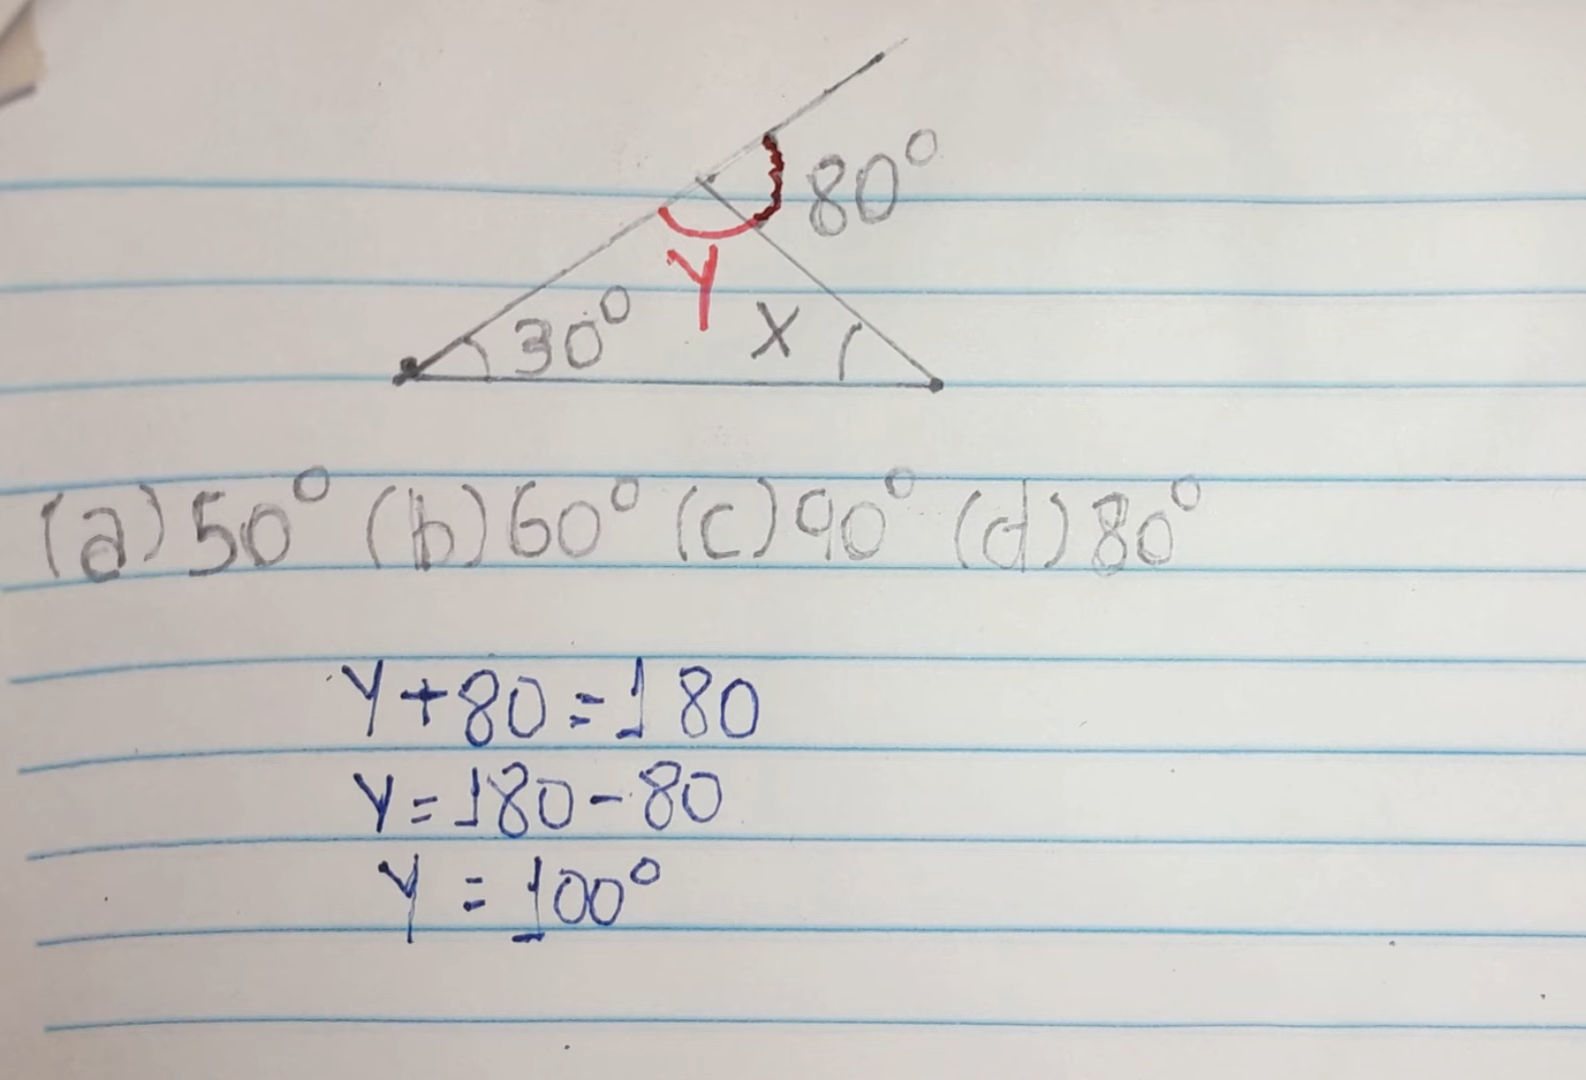 80°
Y
30° X
(a) 50° (b) 60° (c) 90° (d) 80°
Y + 80 = 180
Y = 180 - 80
Y = 100°